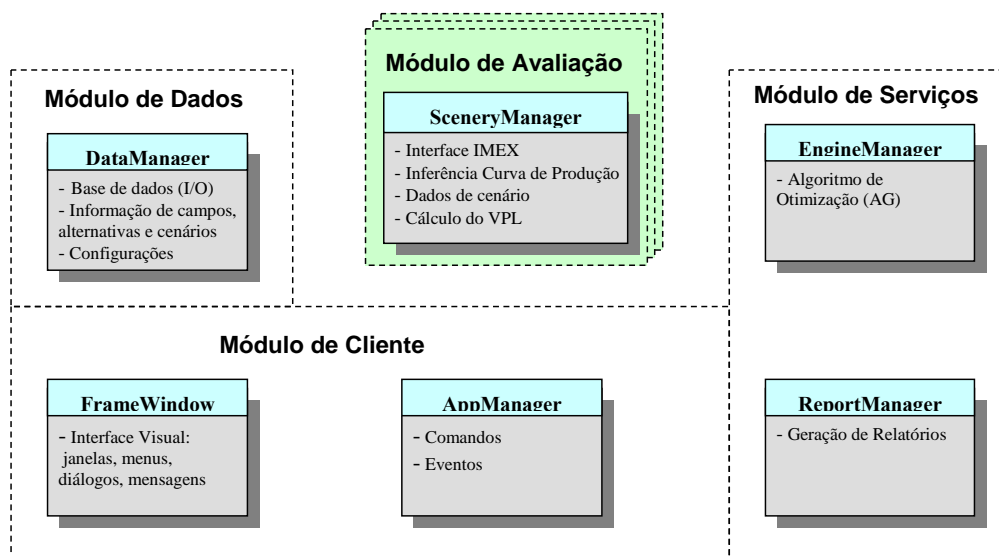 Módulo de Avaliação
SceneryManager
- Interface IMEX
- Inferência Curva de Produção
- Dados de cenário
- Cálculo do VPL
Módulo de Dados
DataManager
- Base de dados (I/O)
- Informação de campos,
alternativas e cenários
- Configurações
Módulo de Serviços
EngineManager
- Algoritmo de
Otimização (AG)
Módulo de Cliente
FrameWindow
- Interface Visual:
janelas, menus,
diálogos, mensagens
AppManager
- Comandos
- Eventos
ReportManager
- Geração de Relatórios